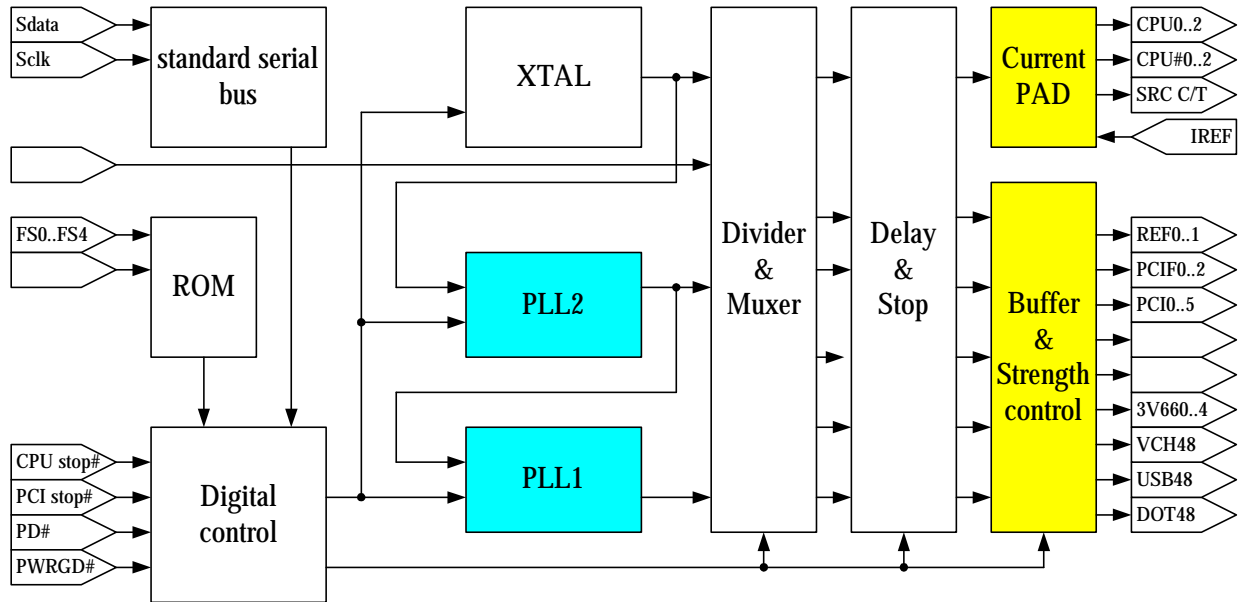 Sdata
Sclk
standard serial
bus
XTAL
Current
PAD
CPU0..2
CPU#0..2
SRC C/T
IREF
FS0..FS4
ROM
PLL2
Divider
&
Muxer
Delay
&
Stop
Buffer
&
Strength
control
REF0..1
PCIF0..2
PCI0..5
3V660..4
VCH48
USB48
DOT48
CPU stop#
PCI stop#
PD#
PWRGD#
Digital
control
PLL1